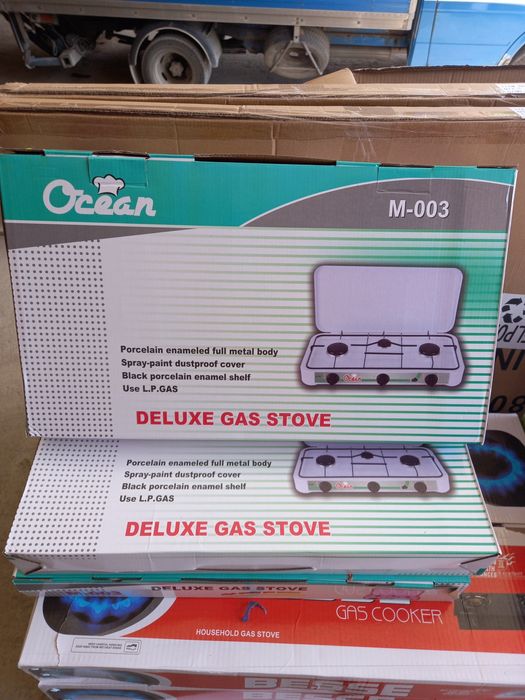 Ocean
M-003
Porcelain enameled full metal body
Spray-paint dustproof cover
Black porcelain enamel shelf
Use L.P.GAS
Ocean
DELUXE GAS STOVE
Porcelain enameled full metal body
Spray-paint dustproof cover
Black porcelain enamel shelf
Use L.P.GAS
DELUXE GAS STOVE
DELUXE GAS STOVE
GAS COOKER
HOUSEHOLD GAS STOVE